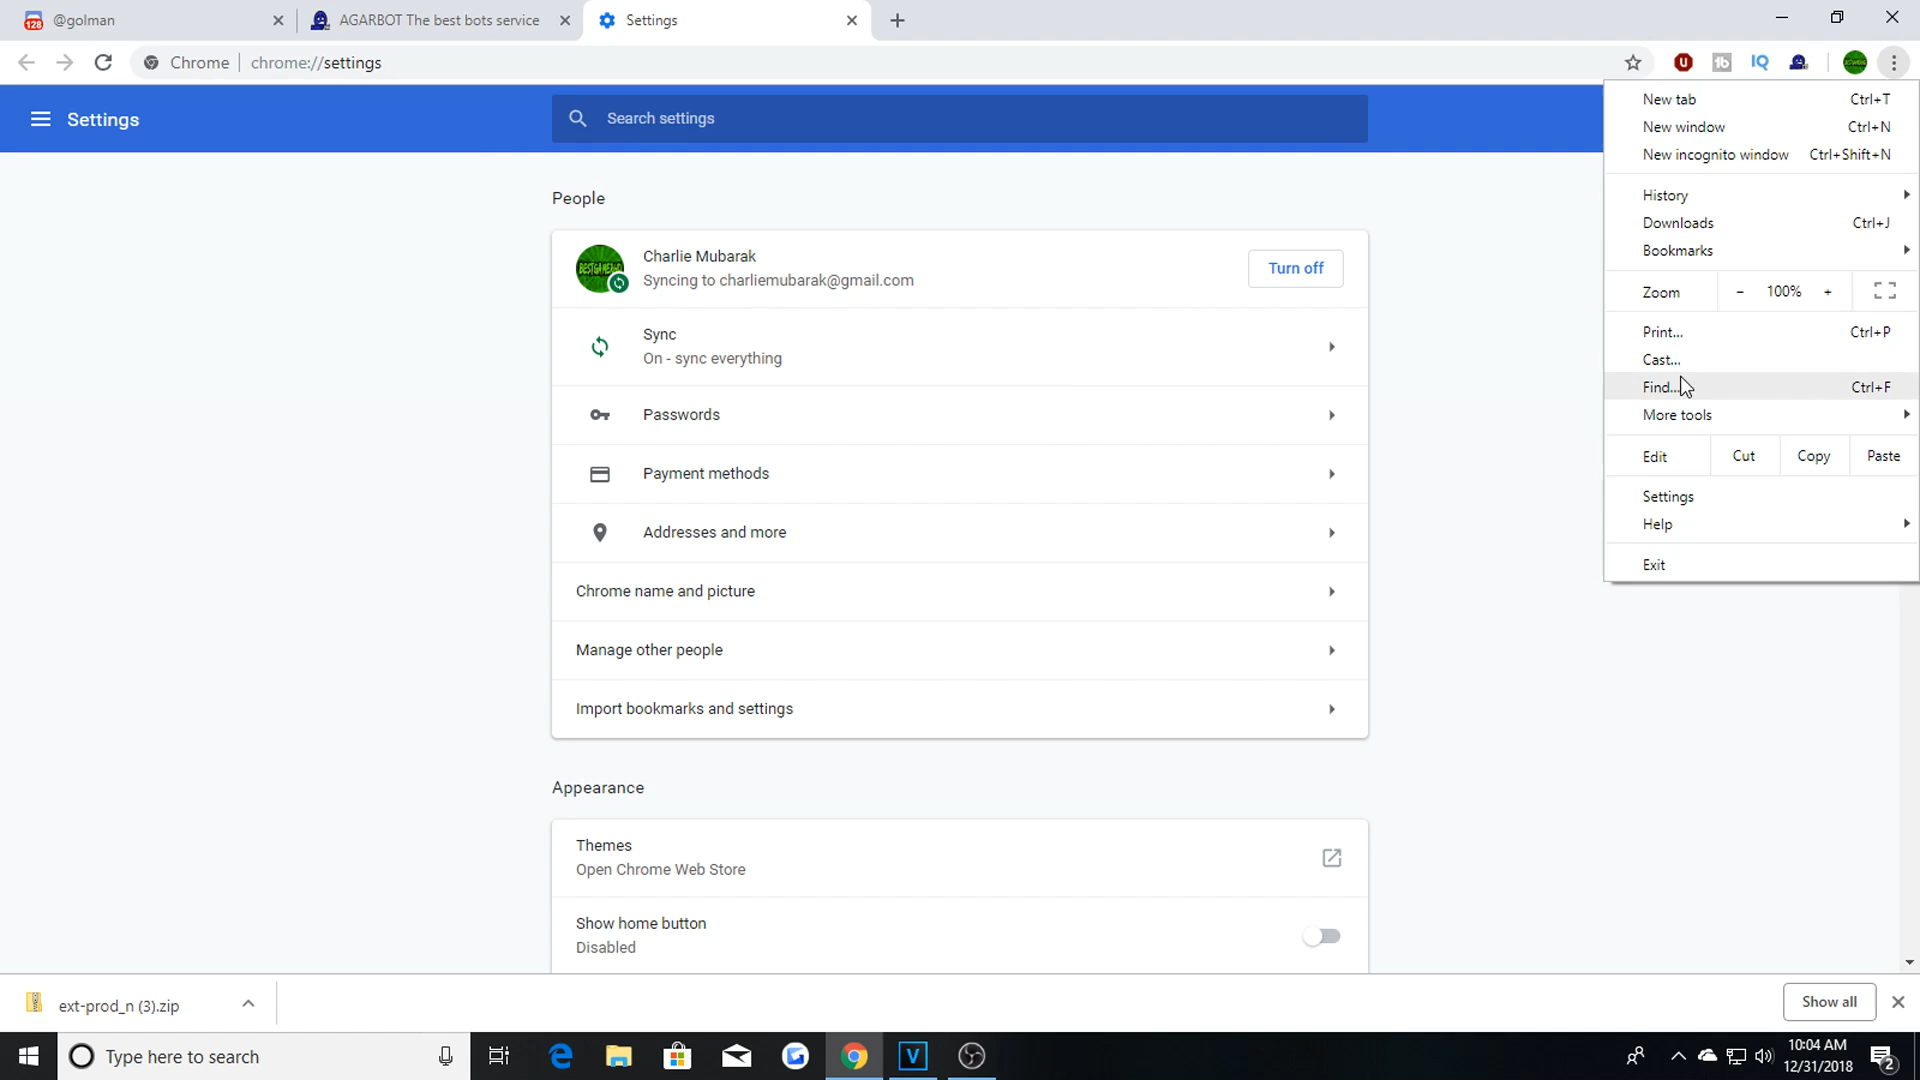 128 @golman
AGARBOT The best bots service
Settings
Chrome chrome://settings
Settings
Search settings
New tab Ctrl+T
New window Ctrl+N
New incognito window Ctrl+Shift+N
History
Downloads Ctrl+J
Bookmarks
Zoom - 100% +
Print... Ctrl+P
Cast...
Find... Ctrl+F
More tools
Edit Cut Copy Paste
Settings
Help
Exit
People
Charlie Mubarak
Syncing to charliemubarak@gmail.com
Turn off
Sync
On - sync everything
Passwords
Payment methods
Addresses and more
Chrome name and picture
Manage other people
Import bookmarks and settings
Appearance
Themes
Open Chrome Web Store
Show home button
Disabled
ext-prod_n (3).zip
Show all
Type here to search
10:04 AM
12/31/2018
2